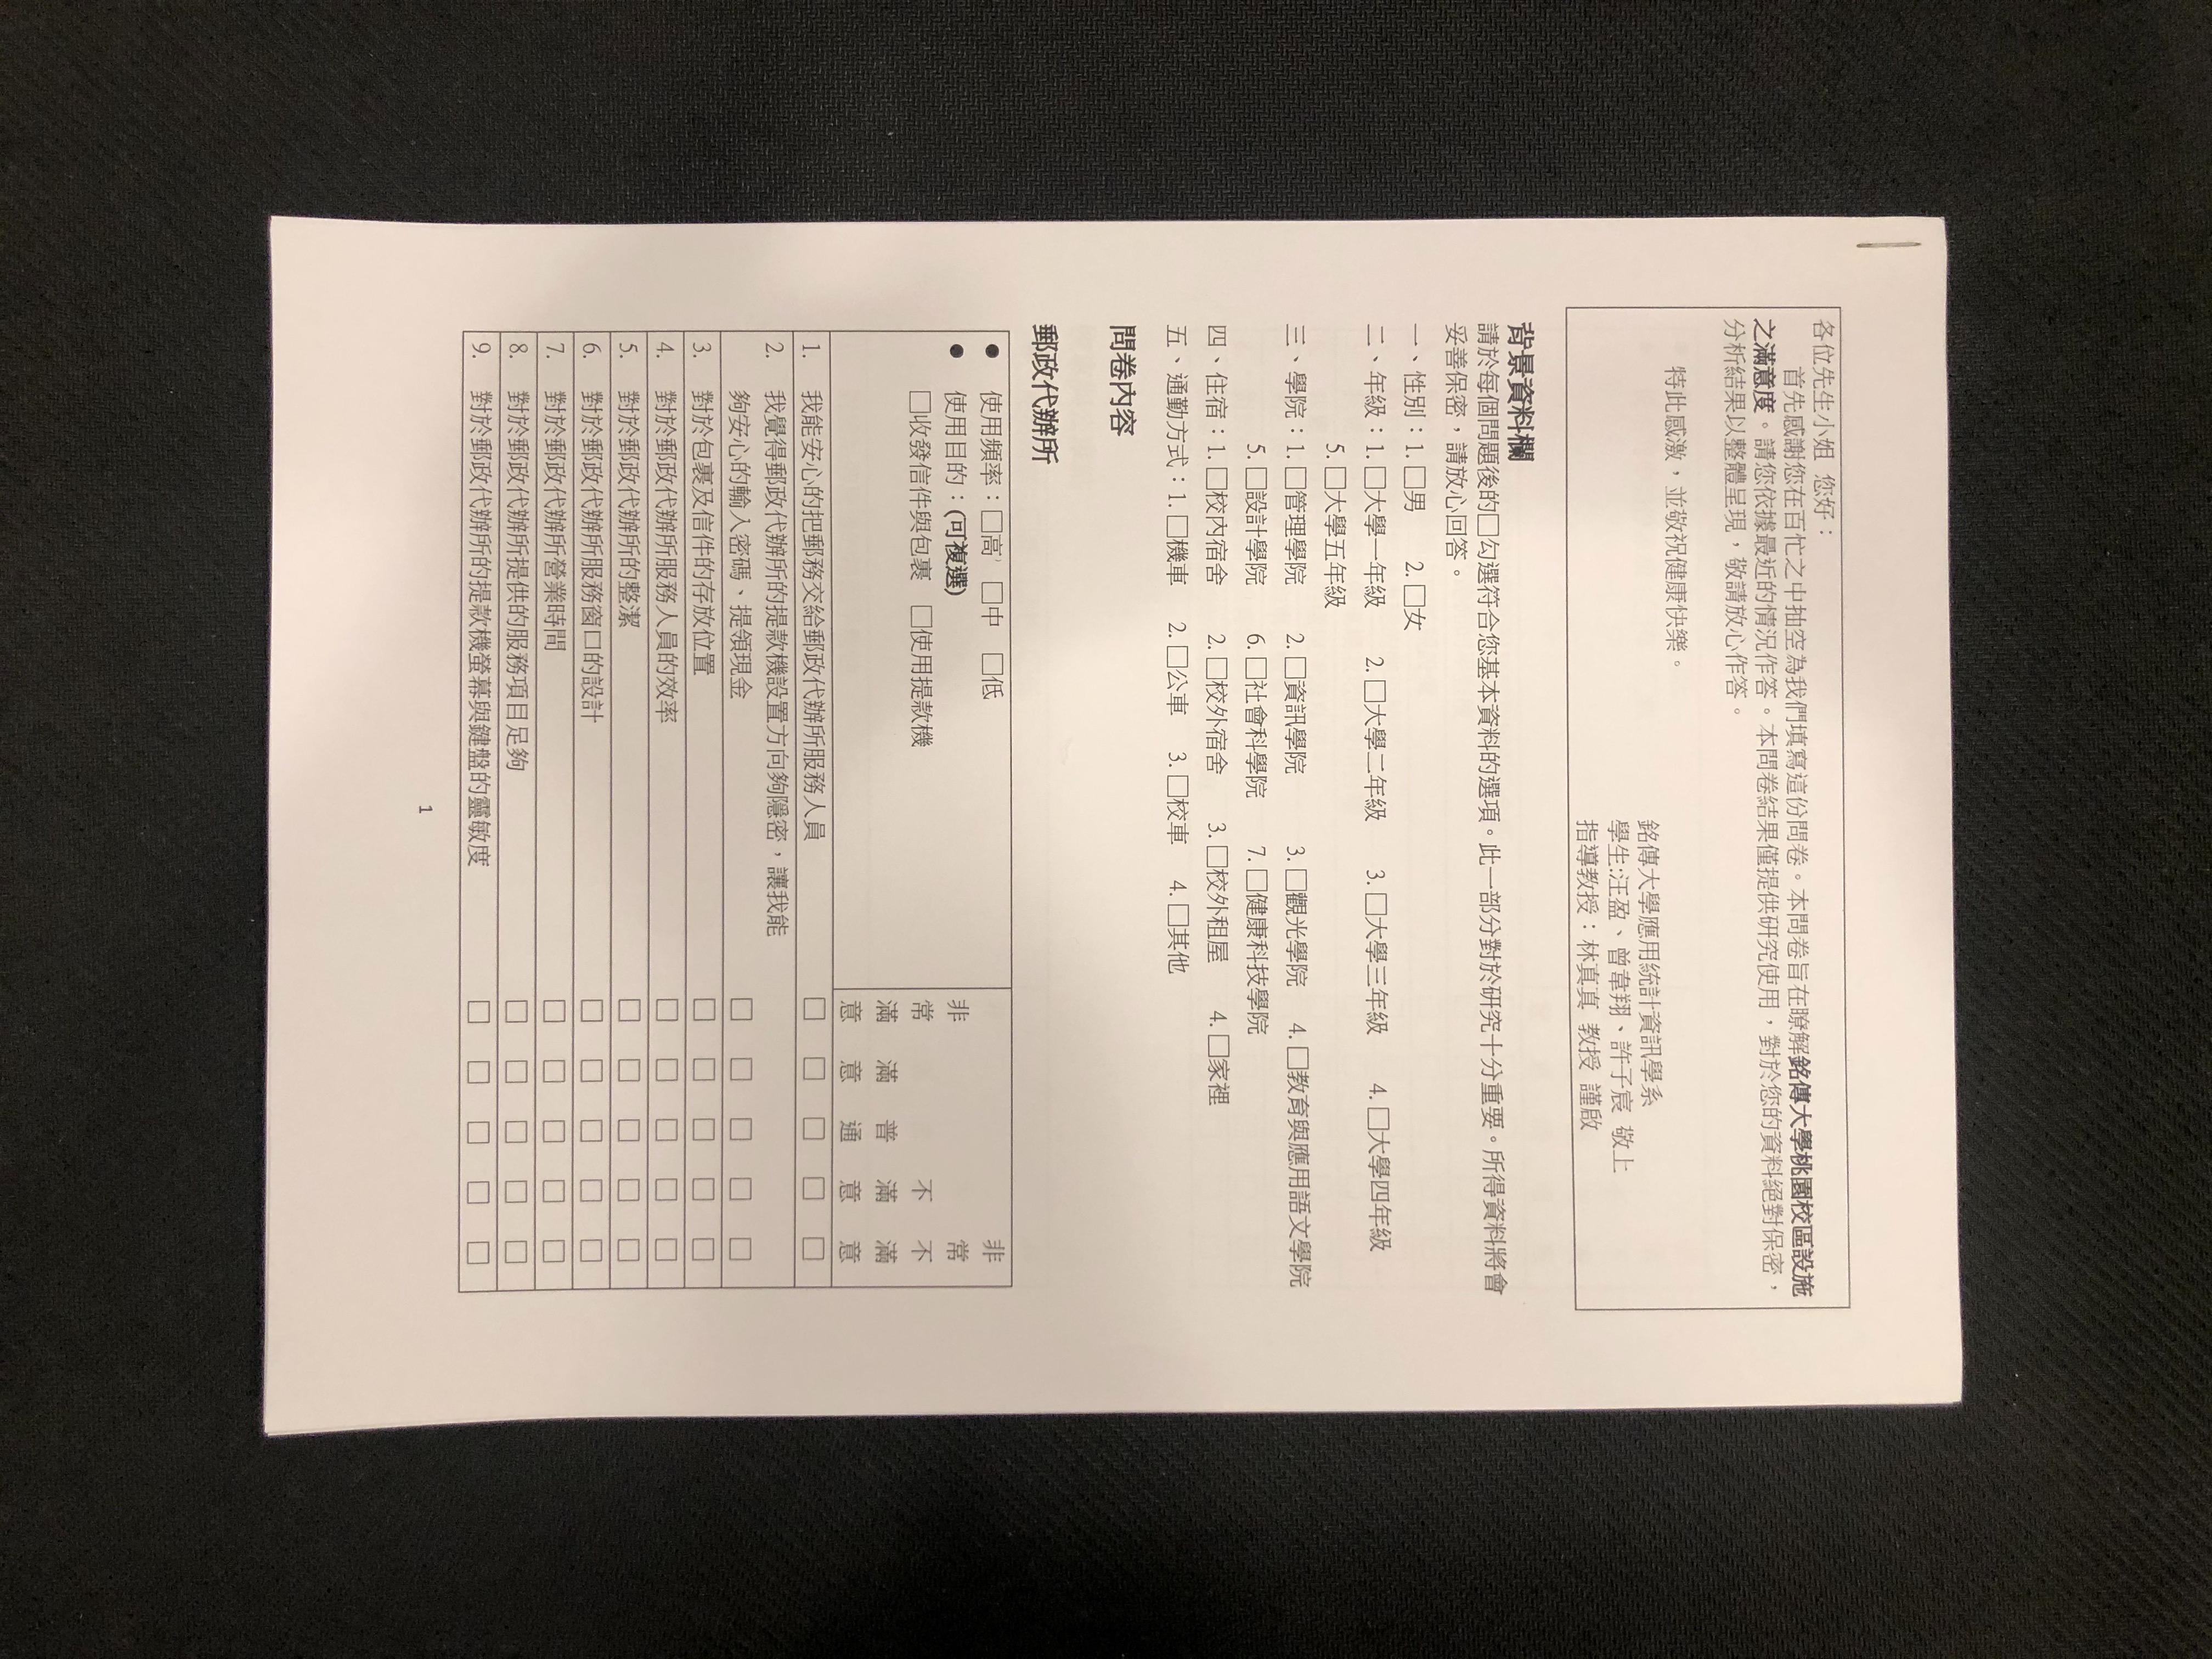 各位先生小姐 您好：
首先感謝您在百忙之中抽空為我們填寫這份問卷。本問卷旨在瞭解銘傳大學桃園校區設施
之滿意度。請您依據最近的情況作答。本問卷結果僅提供研究使用，對於您的資料絕對保密，
分析結果以整體呈現，敬請放心作答。
特此感激，並敬祝健康快樂。
銘傳大學應用統計資訊學系
學生:汪盈、曾韋翔、許子宸 敬上
指導教授：林真真 教授 謹啟
背景資料欄
請於每個問題後的□勾選符合您基本資料的選項。此一部分對於研究十分重要。所得資料將會
妥善保密，請放心回答。
一、性別：1. □男 2. □女
二、年級：1. □大學一年級 2. □大學二年級 3. □大學三年級 4. □大學四年級
5. □大學五年級
三、學院：1. □管理學院 2. □資訊學院 3. □觀光學院 4. □教育與應用語文學院
5. □設計學院 6. □社會科學院 7. □健康科技學院
四、住宿：1. □校內宿舍 2. □校外宿舍 3. □校外租屋 4. □家裡
五、通勤方式：1. □機車 2. □公車 3. □校車 4. □其他
問卷內容
郵政代辦所
● 使用頻率：□高 □中 □低
● 使用目的：(可複選)
□收發信件與包裹 □使用提款機
非常滿意 滿意 普通 不滿意 非常不滿意
1. 我能安心的把郵務交給郵政代辦所服務人員 □ □ □ □ □
2. 我覺得郵政代辦所的提款機設置方向夠隱密，讓我能
夠安心的輸入密碼、提領現金 □ □ □ □ □
3. 對於包裹及信件的存放位置 □ □ □ □ □
4. 對於郵政代辦所服務人員的效率 □ □ □ □ □
5. 對於郵政代辦所的整潔 □ □ □ □ □
6. 對於郵政代辦所服務窗口的設計 □ □ □ □ □
7. 對於郵政代辦所營業時間 □ □ □ □ □
8. 對於郵政代辦所提供的服務項目足夠 □ □ □ □ □
9. 對於郵政代辦所的提款機螢幕與鍵盤的靈敏度 □ □ □ □ □
1